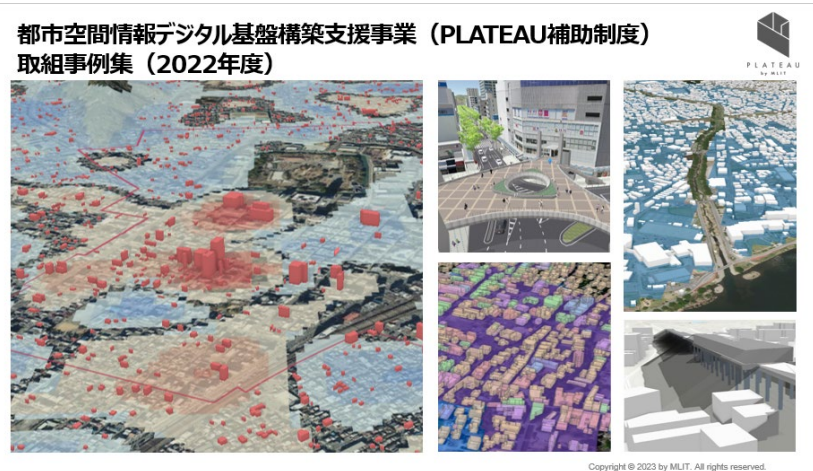 都市空間情報デジタル基盤構築支援事業（PLATEAU補助制度）
取組事例集（2022年度）
PLATEAU
by MLIT
Copyright © 2023 by MLIT. All rights reserved.